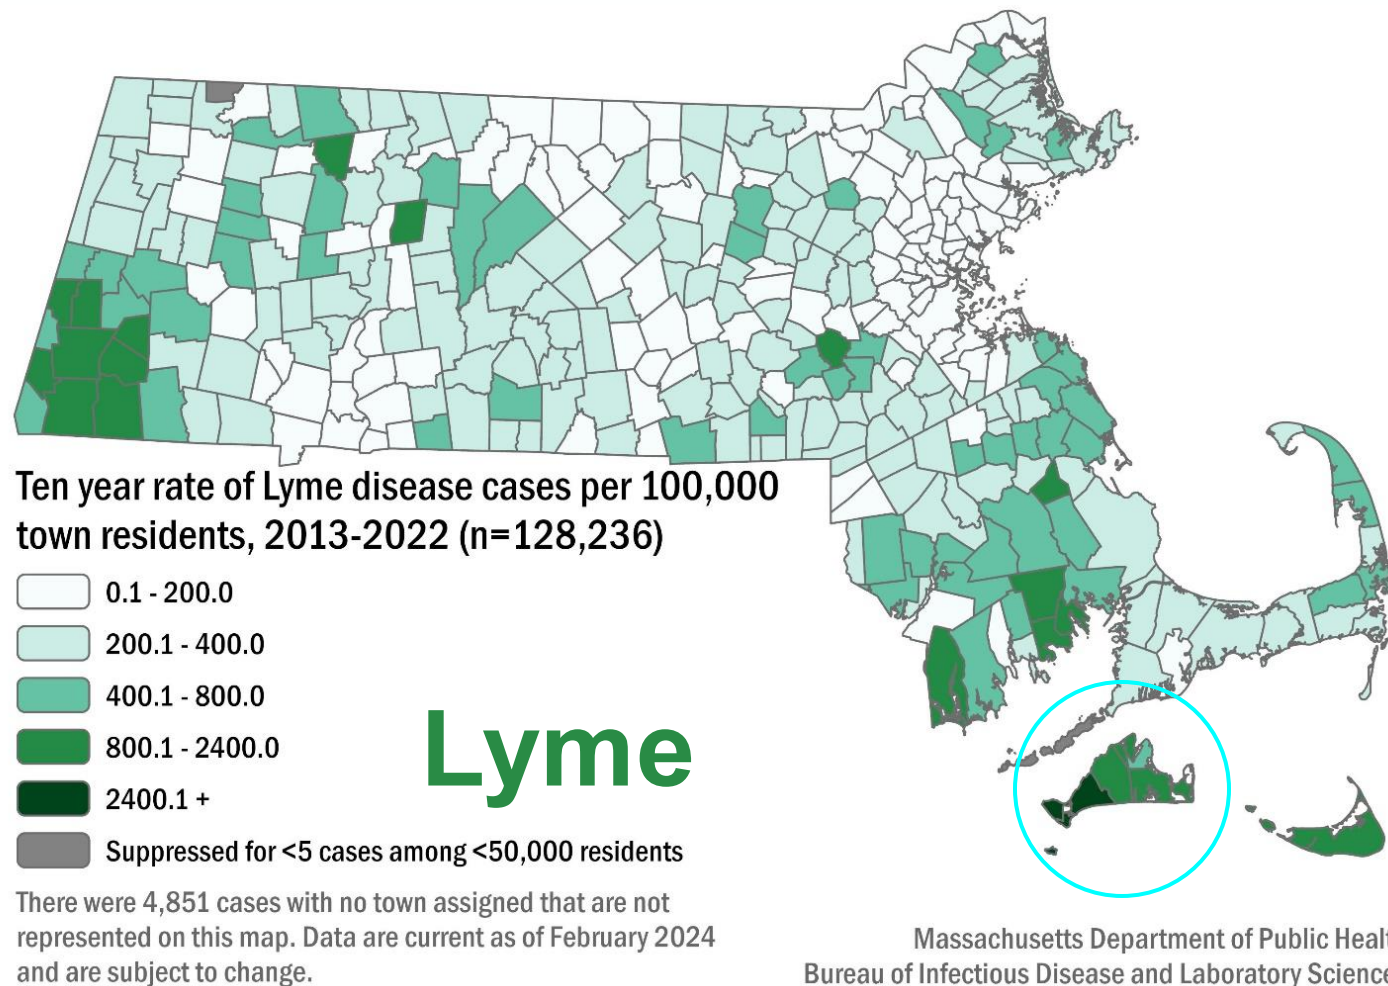 Ten year rate of Lyme disease cases per 100,000
town residents, 2013-2022 (n=128,236)
0.1 - 200.0
200.1 - 400.0
400.1 - 800.0
800.1 - 2400.0
2400.1 +
Suppressed for <5 cases among <50,000 residents
Lyme
There were 4,851 cases with no town assigned that are not
represented on this map. Data are current as of February 2024
and are subject to change.
Massachusetts Department of Public Healt
Bureau of Infectious Disease and Laboratory Science